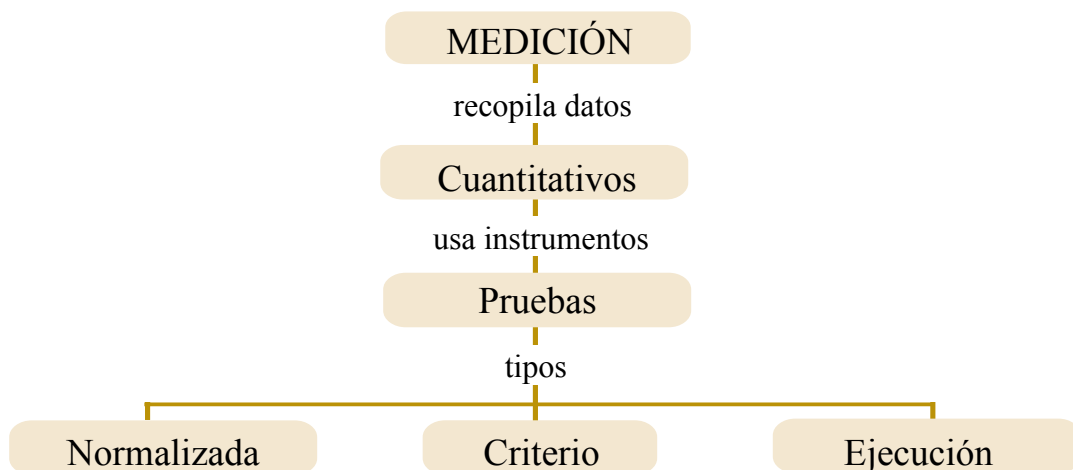 MEDICIÓN
recopila datos
Cuantitativos
usa instrumentos
Pruebas
tipos
Normalizada Criterio Ejecución